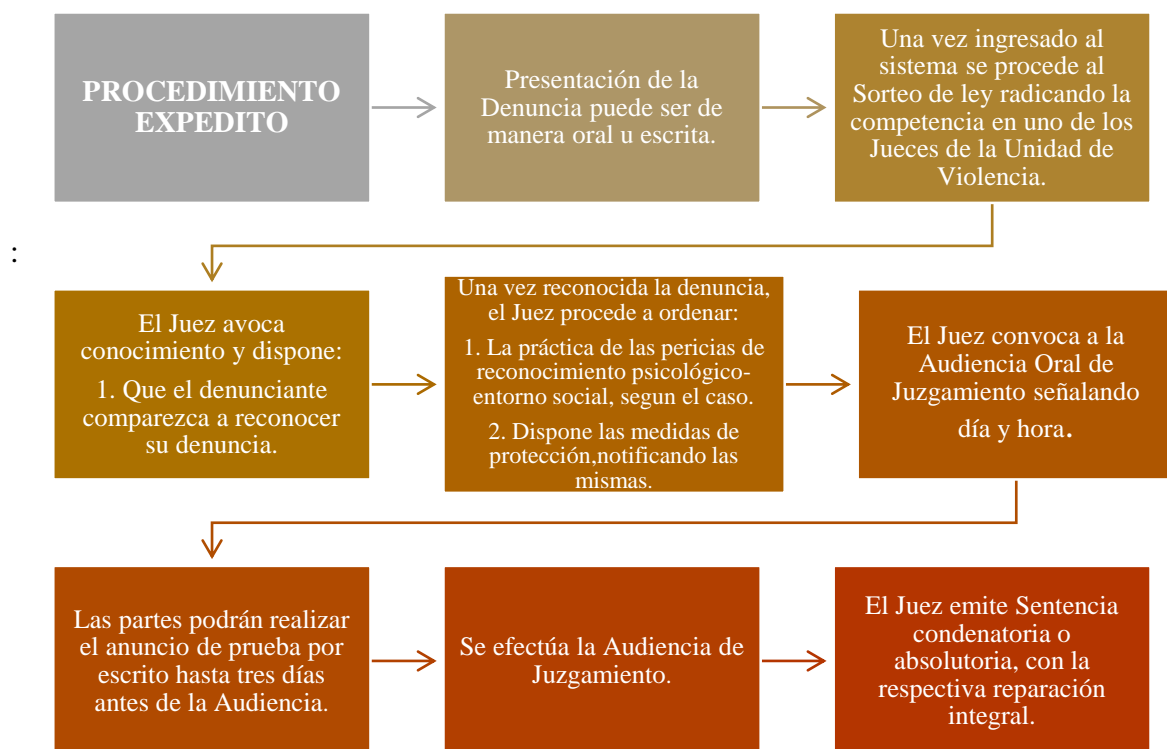 PROCEDIMIENTO
EXPEDITO
Presentación de la
Denuncia puede ser de
manera oral u escrita.
Una vez ingresado al
sistema se procede al
Sorteo de ley radicando la
competencia en uno de los
Jueces de la Unidad de
Violencia.
:
El Juez avoca
conocimiento y dispone:
1. Que el denunciante
comparezca a reconocer
su denuncia.
Una vez reconocida la denuncia,
el Juez procede a ordenar:
1. La práctica de las pericias de
reconocimiento psicológico-
entorno social, segun el caso.
2. Dispone las medidas de
protección,notificando las
mismas.
El Juez convoca a la
Audiencia Oral de
Juzgamiento señalando
día y hora.
Las partes podrán realizar
el anuncio de prueba por
escrito hasta tres días
antes de la Audiencia.
Se efectúa la Audiencia de
Juzgamiento.
El Juez emite Sentencia
condenatoria o
absolutoria, con la
respectiva reparación
integral.